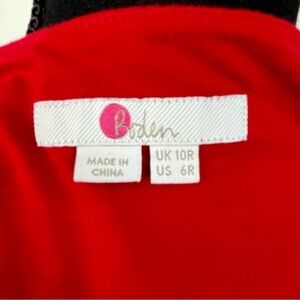 Boden
MADE IN
CHINA
UK 10R
US 6R